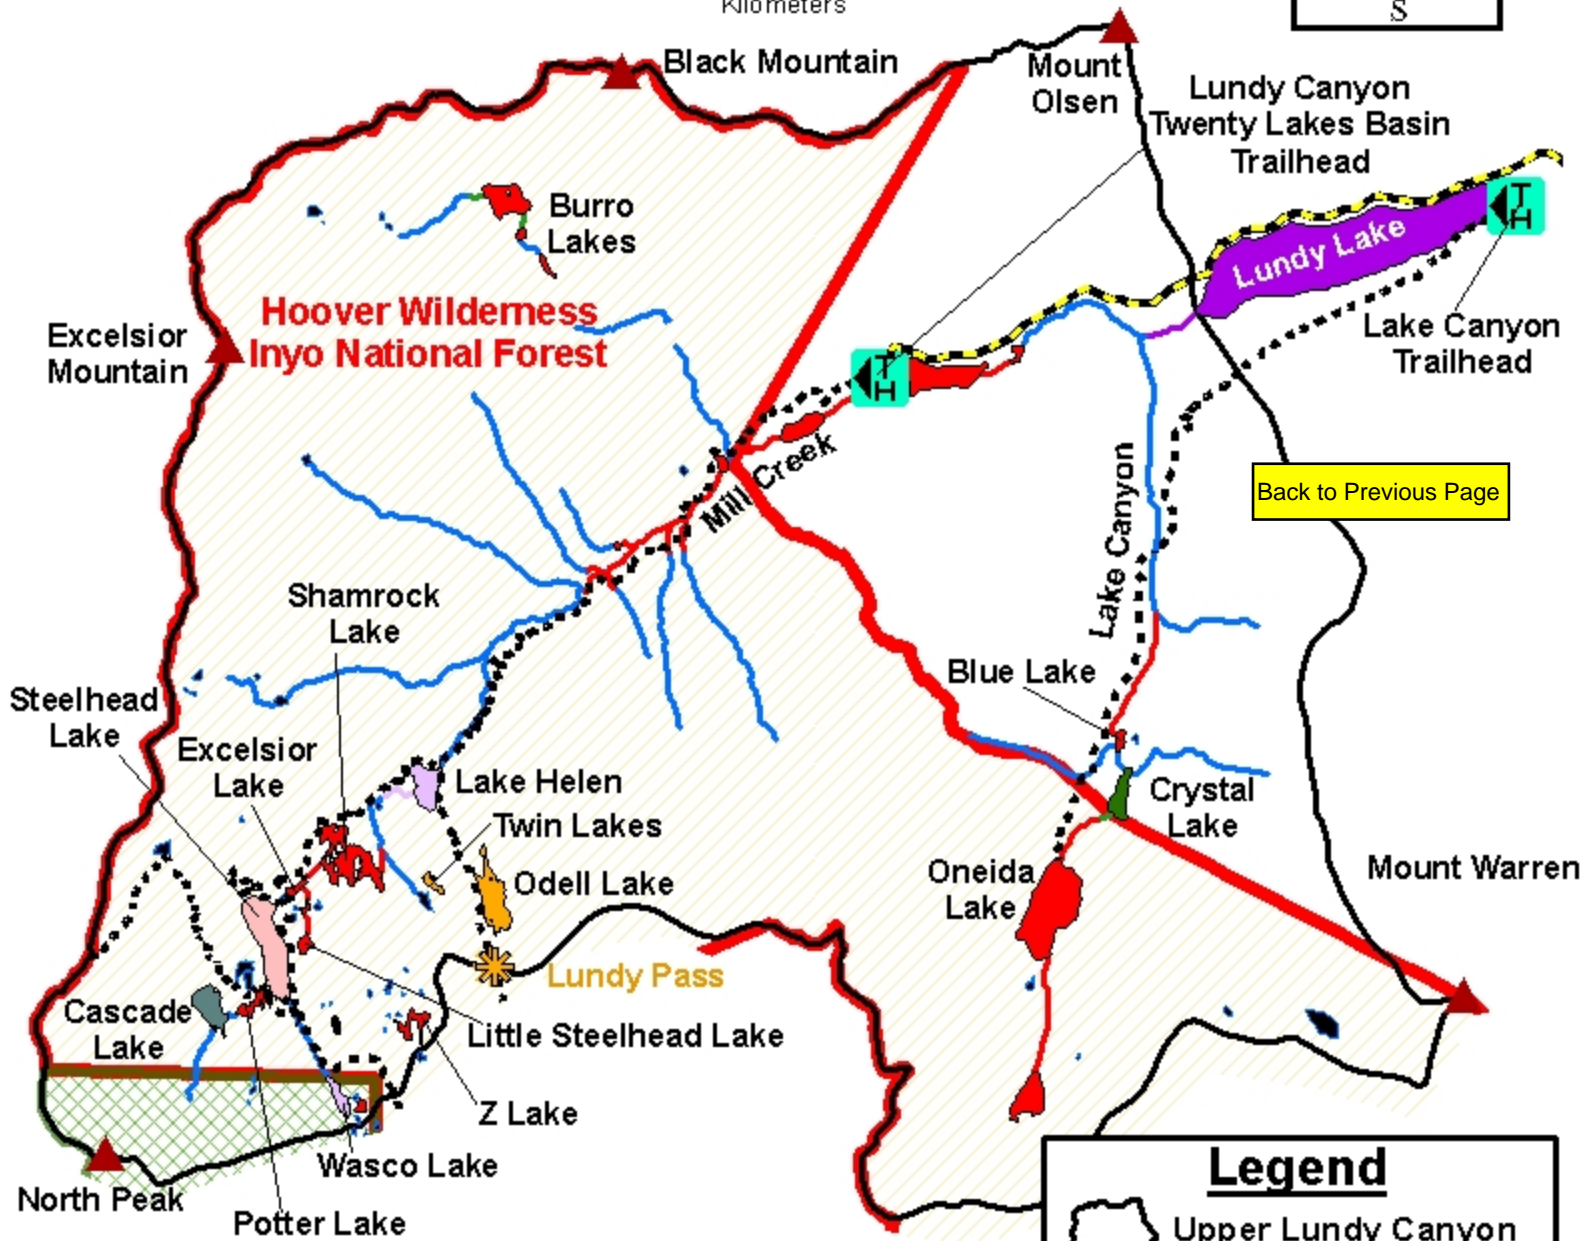 Kilometers
S
Black Mountain
Mount
Olsen
Lundy Canyon
Twenty Lakes Basin
Trailhead
T
H
Burro
Lakes
Lundy Lake
Hoover Wilderness
Inyo National Forest
Excelsior
Mountain
Lake Canyon
Trailhead
T
H
Mill Creek
Lake Canyon
Back to Previous Page
Shamrock
Lake
Blue Lake
Steelhead
Lake
Excelsior
Lake
Lake Helen
Twin Lakes
Crystal
Lake
Odell Lake
Oneida
Lake
Mount Warren
Lundy Pass
Cascade
Lake
Little Steelhead Lake
Z Lake
Wasco Lake
North Peak
Potter Lake
Legend
Upper Lundy Canyon